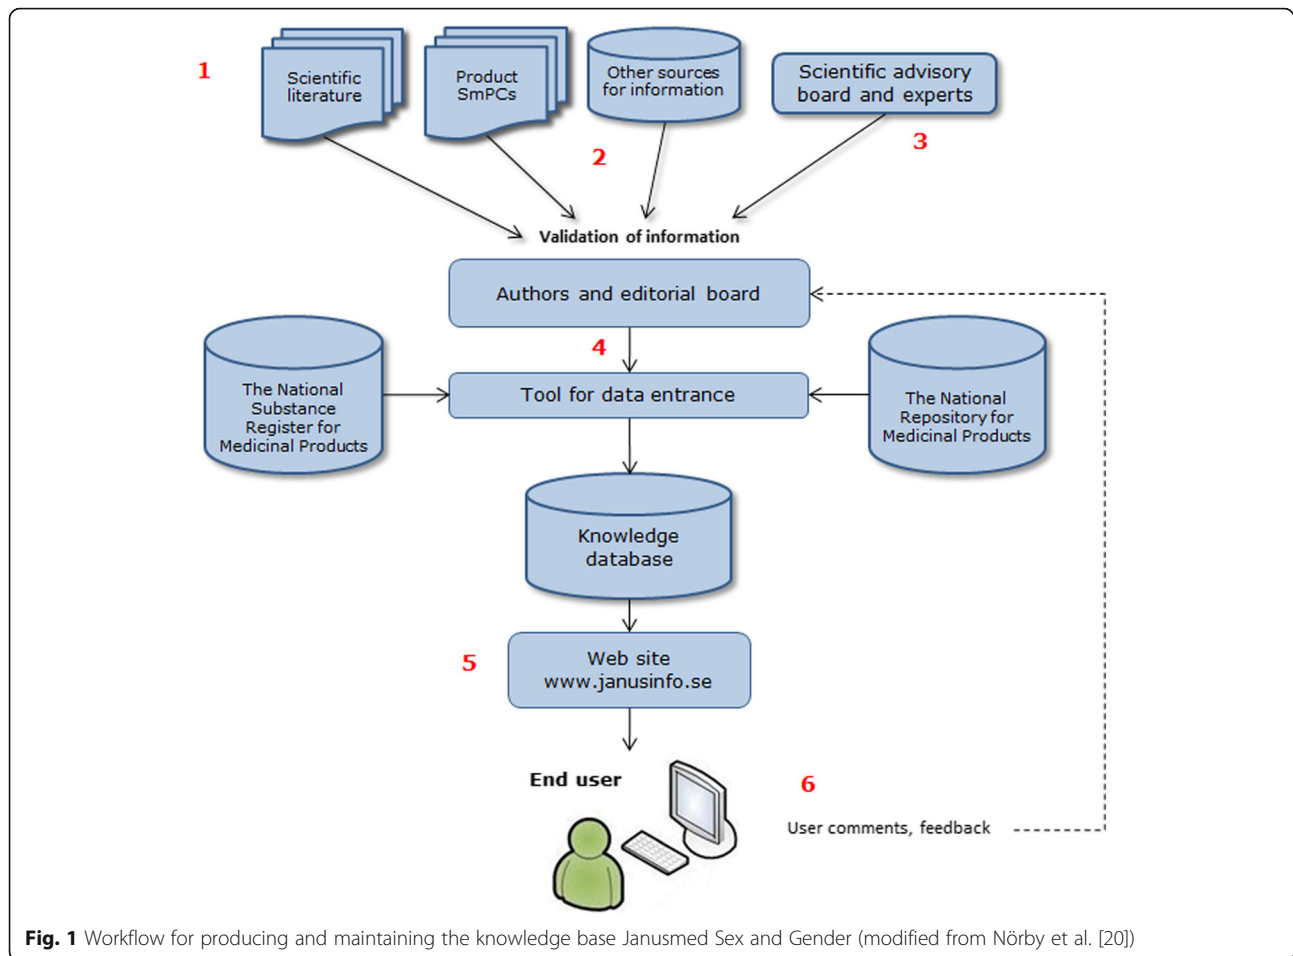 1
Scientific
literature
Product
SmPCs
Other sources
for information
Scientific advisory
board and experts
2
3
Validation of information
Authors and editorial board
4
The National
Substance
Register for
Medicinal Products
Tool for data entrance
The National
Repository for
Medicinal Products
Knowledge
database
5
Web site
www.janusinfo.se
End user
6
User comments, feedback
Fig. 1 Workflow for producing and maintaining the knowledge base Janusmed Sex and Gender (modified from Nörby et al. [20])